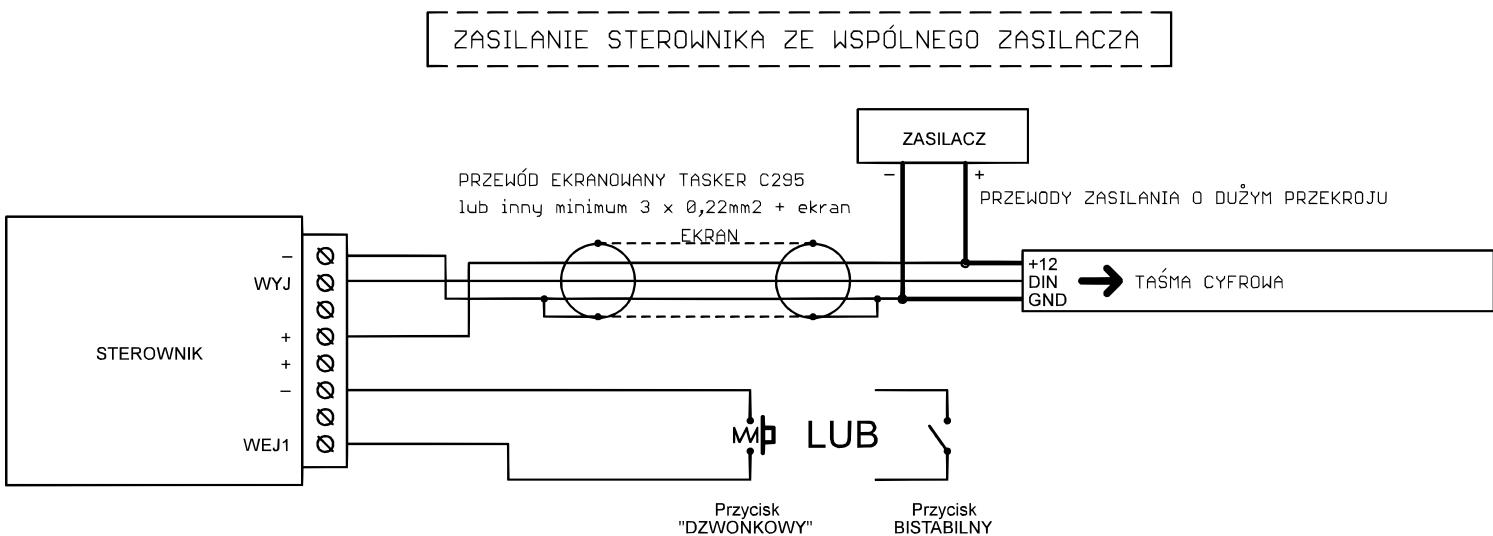 ZASILANIE STEROWNIKA ZE WSPÓLNEGO ZASILACZA
ZASILACZ
– +
PRZEWÓD EKRANOWANY TASKER C295
lub inny minimum 3 x 0,22mm2 + ekran
EKRAN
PRZEWODY ZASILANIA O DUŻYM PRZEKROJU
STEROWNIK
–
WYJ
+
+
–
WEJ1
+12
DIN
GND
TAŚMA CYFROWA
LUB
Przycisk
"DZWONKOWY"
Przycisk
BISTABILNY